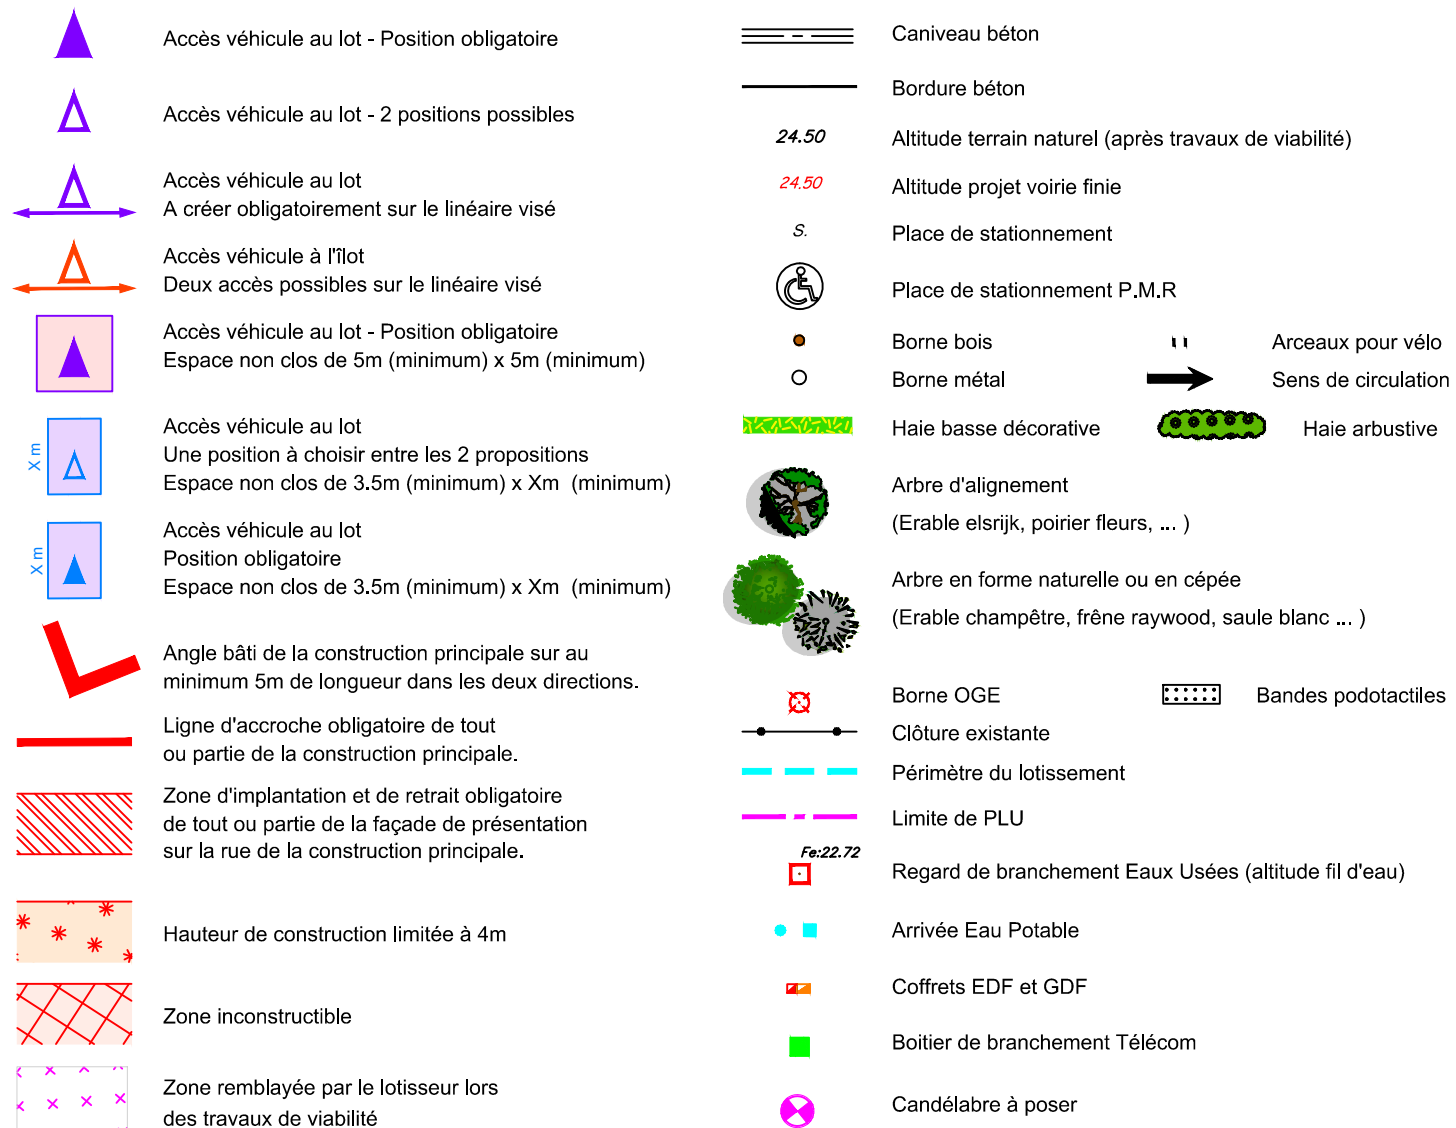 Accès véhicule au lot - Position obligatoire
Accès véhicule au lot - 2 positions possibles
Accès véhicule au lot
A créer obligatoirement sur le linéaire visé
Accès véhicule à l'îlot
Deux accès possibles sur le linéaire visé
Accès véhicule au lot - Position obligatoire
Espace non clos de 5m (minimum) x 5m (minimum)
X m
Accès véhicule au lot
Une position à choisir entre les 2 propositions
Espace non clos de 3.5m (minimum) x Xm (minimum)
X m
Accès véhicule au lot
Position obligatoire
Espace non clos de 3.5m (minimum) x Xm (minimum)
Angle bâti de la construction principale sur au
minimum 5m de longueur dans les deux directions.
Ligne d'accroche obligatoire de tout
ou partie de la construction principale.
Zone d'implantation et de retrait obligatoire
de tout ou partie de la façade de présentation
sur la rue de la construction principale.
Hauteur de construction limitée à 4m
Zone inconstructible
Zone remblayée par le lotisseur lors
des travaux de viabilité
Caniveau béton
Bordure béton
24.50 Altitude terrain naturel (après travaux de viabilité)
24.50 Altitude projet voirie finie
S. Place de stationnement
Place de stationnement P.M.R
Borne bois
Arceaux pour vélo
Borne métal
Sens de circulation
Haie basse décorative
Haie arbustive
Arbre d'alignement
(Erable elsrijk, poirier fleurs, ... )
Arbre en forme naturelle ou en cépée
(Erable champêtre, frêne raywood, saule blanc ... )
Borne OGE
Bandes podotactiles
Clôture existante
Périmètre du lotissement
Limite de PLU
Fe:22.72
Regard de branchement Eaux Usées (altitude fil d'eau)
Arrivée Eau Potable
Coffrets EDF et GDF
Boitier de branchement Télécom
Candélabre à poser